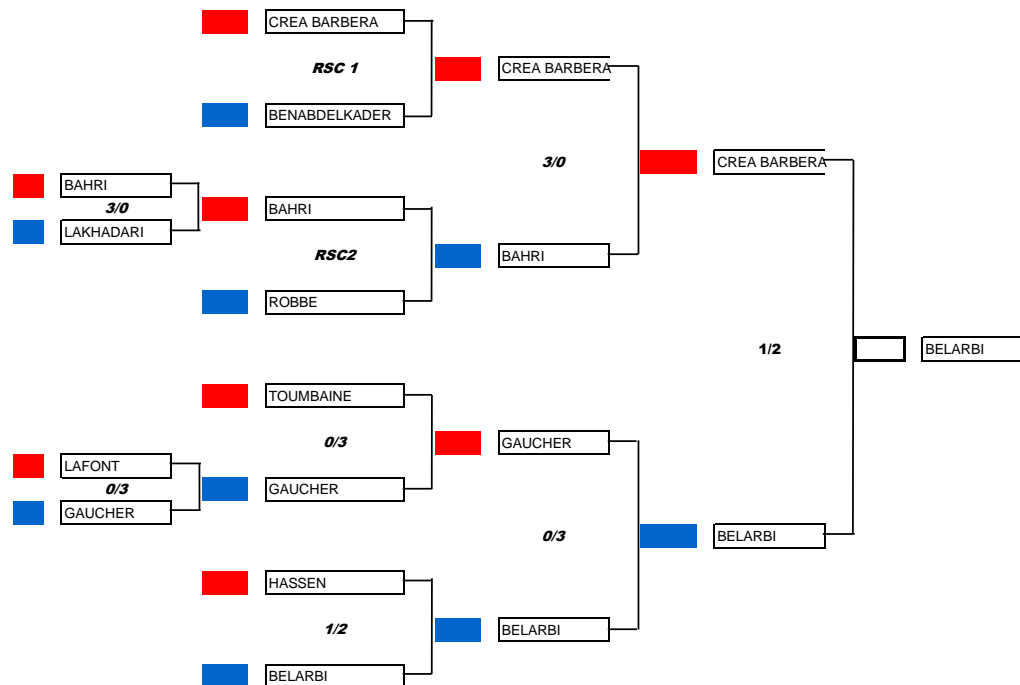 CREA BARBERA
RSC 1
CREA BARBERA
BENABDELKADER
3/0
CREA BARBERA
BAHRI
3/0
BAHRI
LAKHADARI
RSC2
BAHRI
ROBBE
1/2
BELARBI
TOUMBAINE
0/3
GAUCHER
LAFONT
0/3
GAUCHER
GAUCHER
0/3
BELARBI
HASSEN
1/2
BELARBI
BELARBI